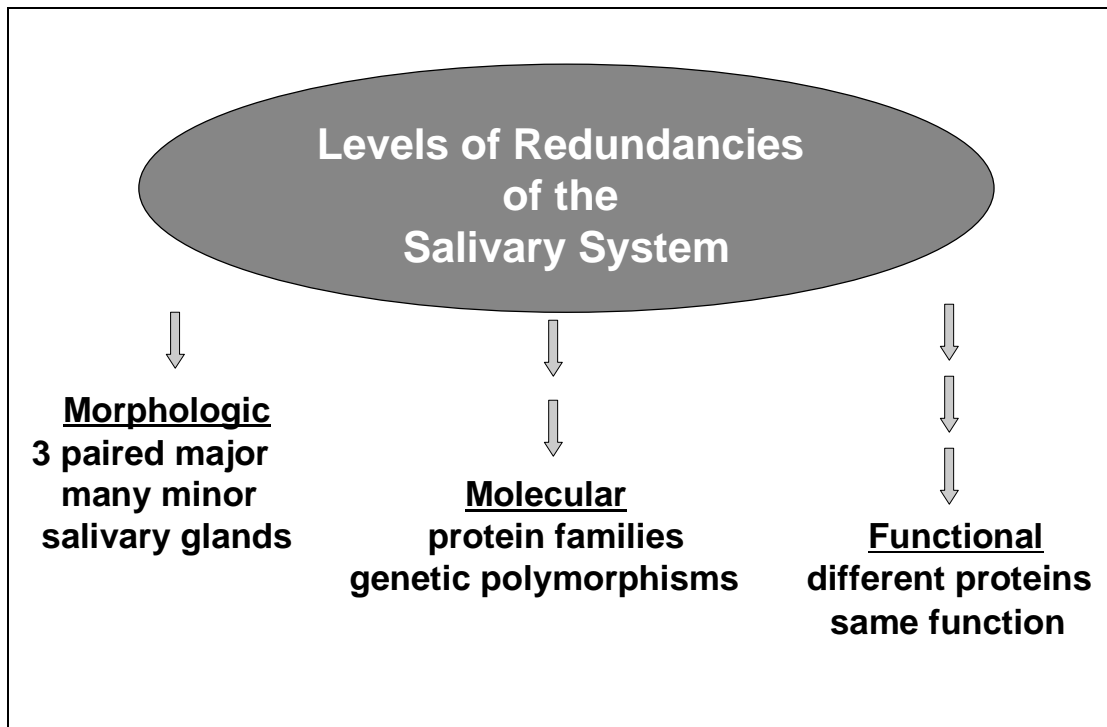 Levels of Redundancies
of the
Salivary System
Morphologic
3 paired major
many minor
salivary glands
Molecular
protein families
genetic polymorphisms
Functional
different proteins
same function